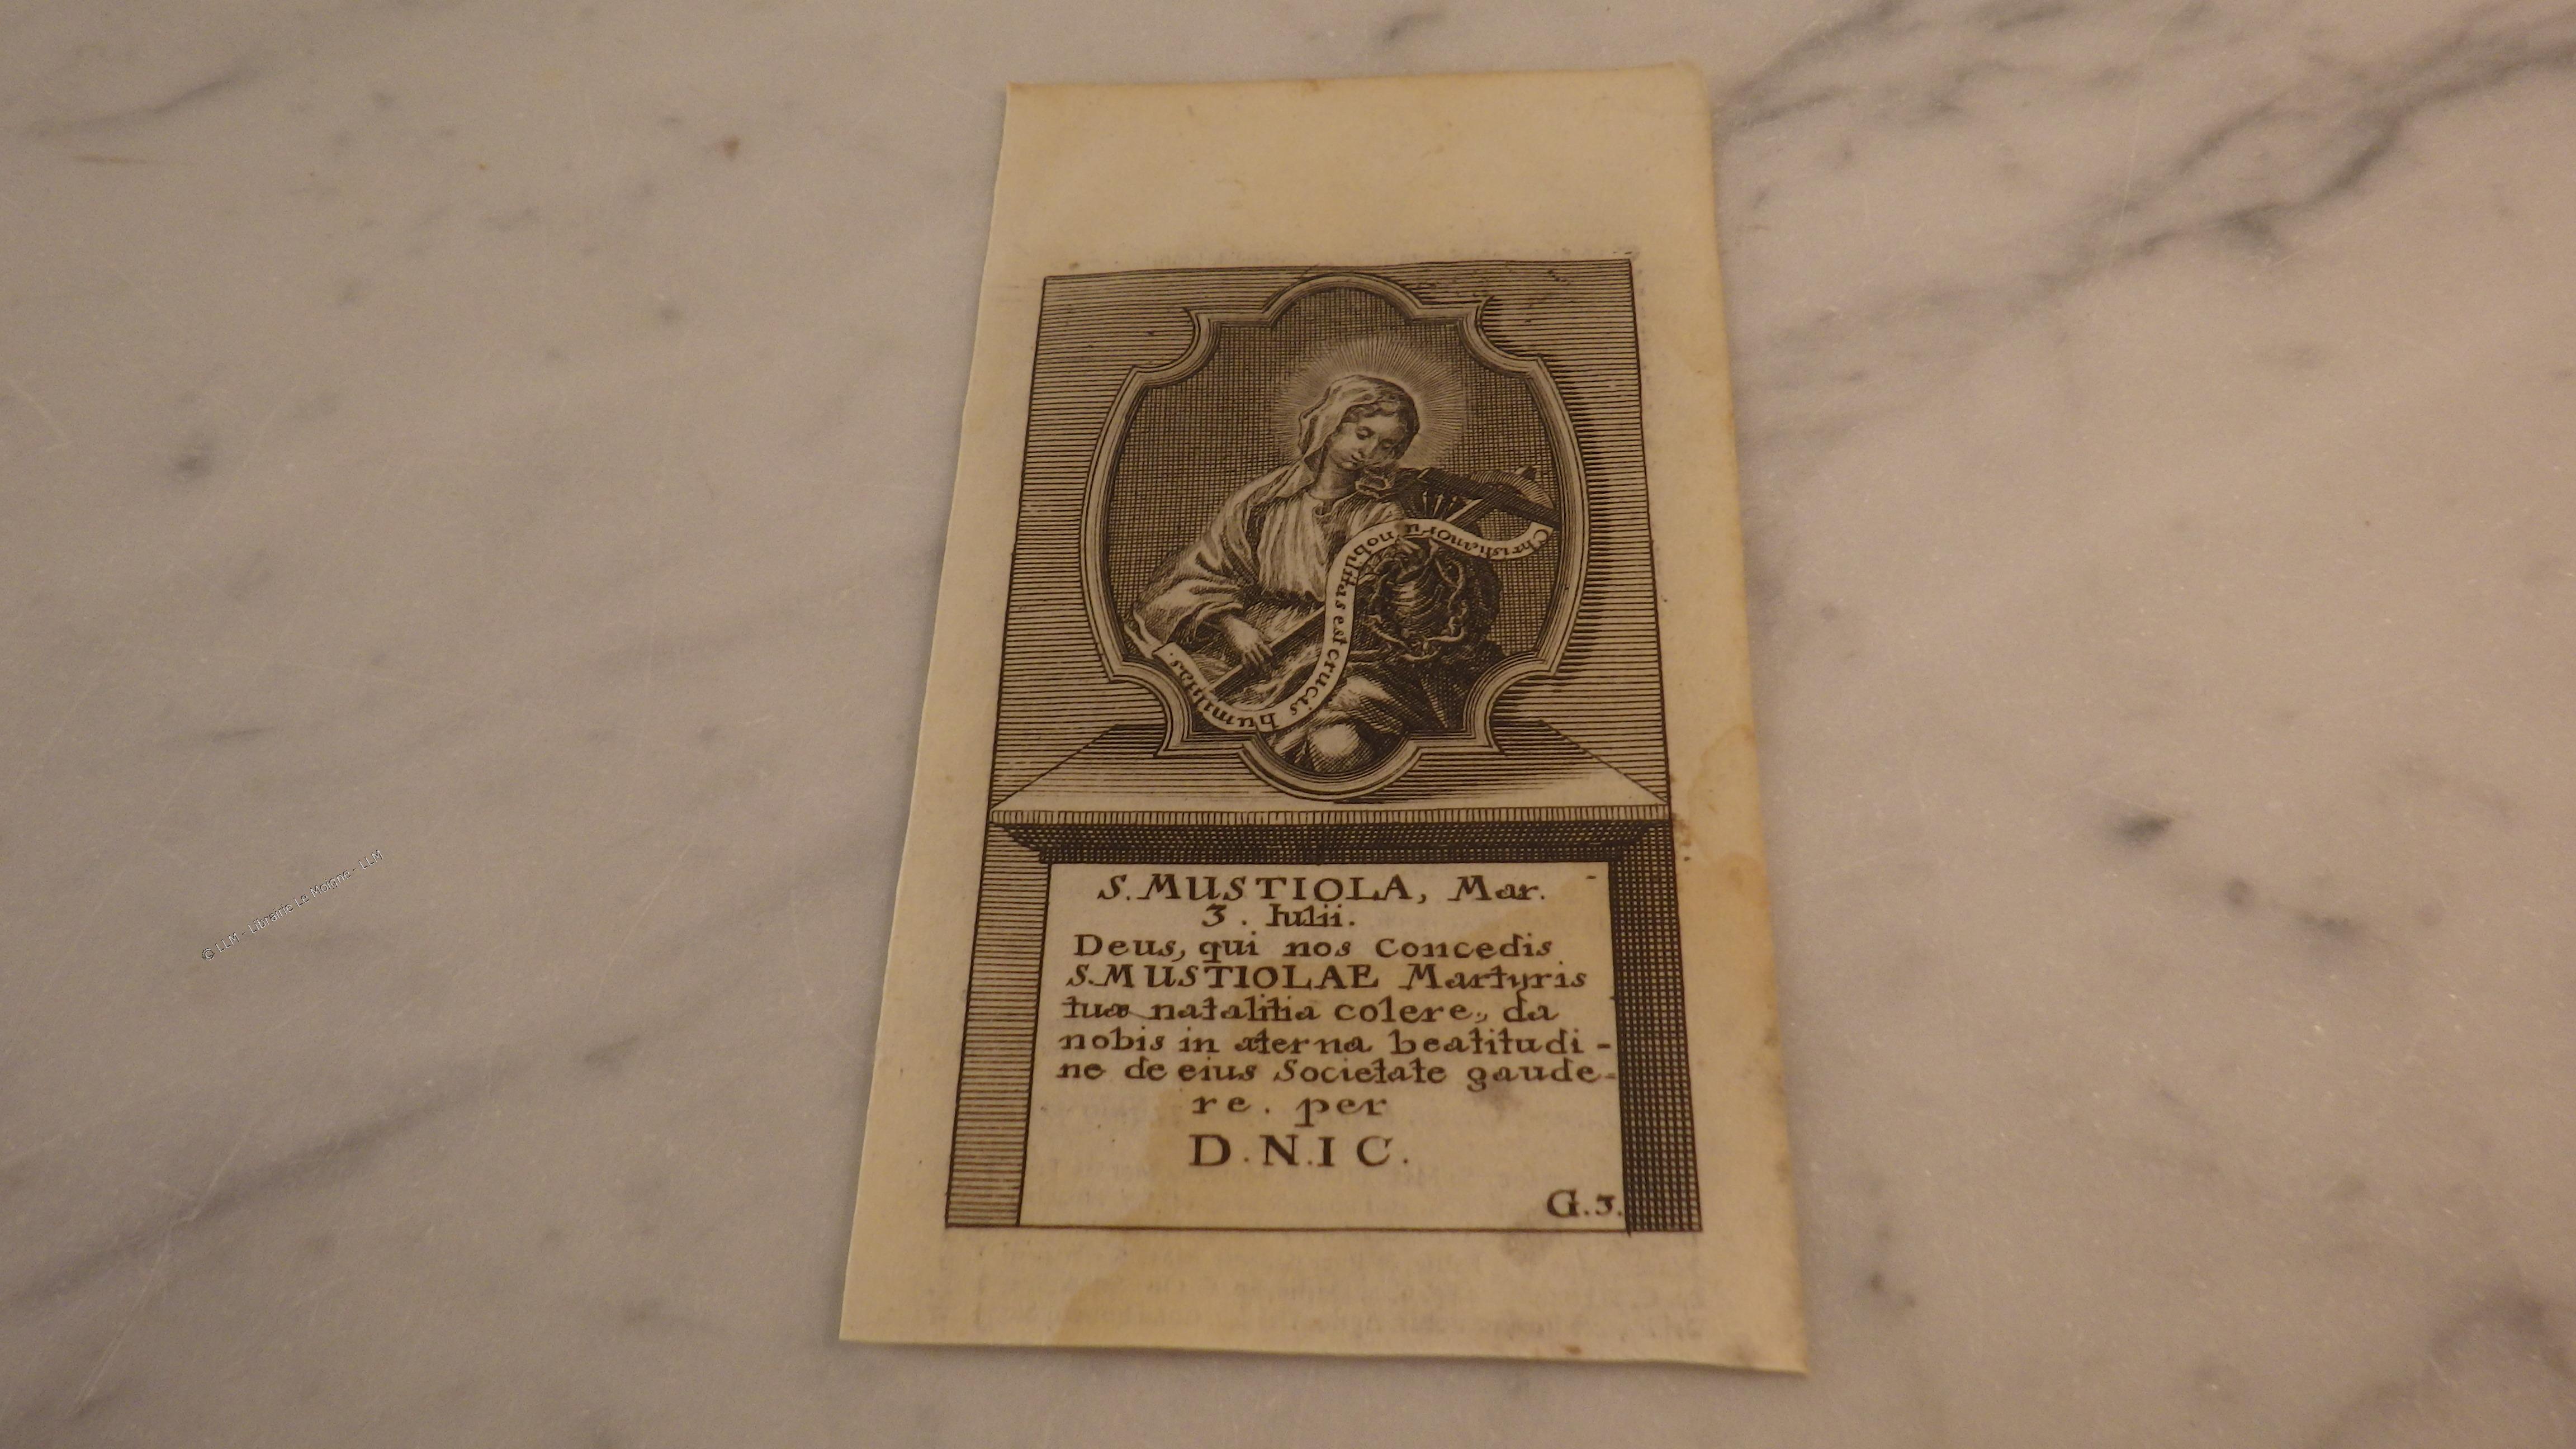 Christianoru nobilitas est crucis humilitas.
S. MUSTIOLA, Mar.
3. Iulii.
Deus, qui nos Concedis
S. MUSTIOLAE Martyris
tuæ natalitia colere, da
nobis in æterna beatitudi-
ne de eius Societate gaude-
re. per
D.N.I C.
G.3.
© LLM - Librairie Le Moigne - LLM